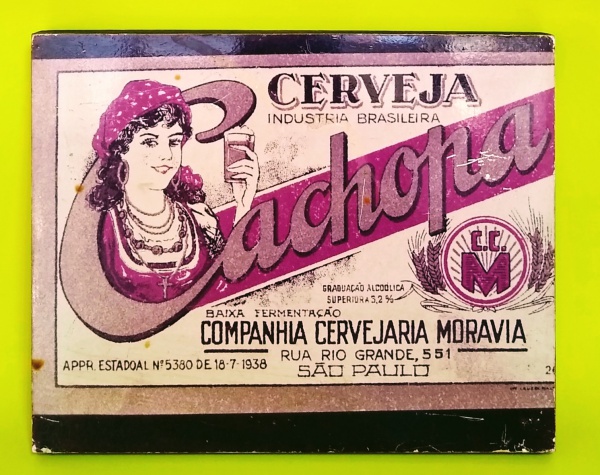 CERVEJA
INDUSTRIA BRASILEIRA
Cachopa
C.C.
M
GRADUAÇÃO ALCOOLICA
SUPERIOR A 3,2 %
BAIXA FERMENTAÇÃO
COMPANHIA CERVEJARIA MORAVIA
RUA RIO GRANDE, 551
APPR. ESTADOAL Nº 5380 DE 18-7-1938
SÃO PAULO